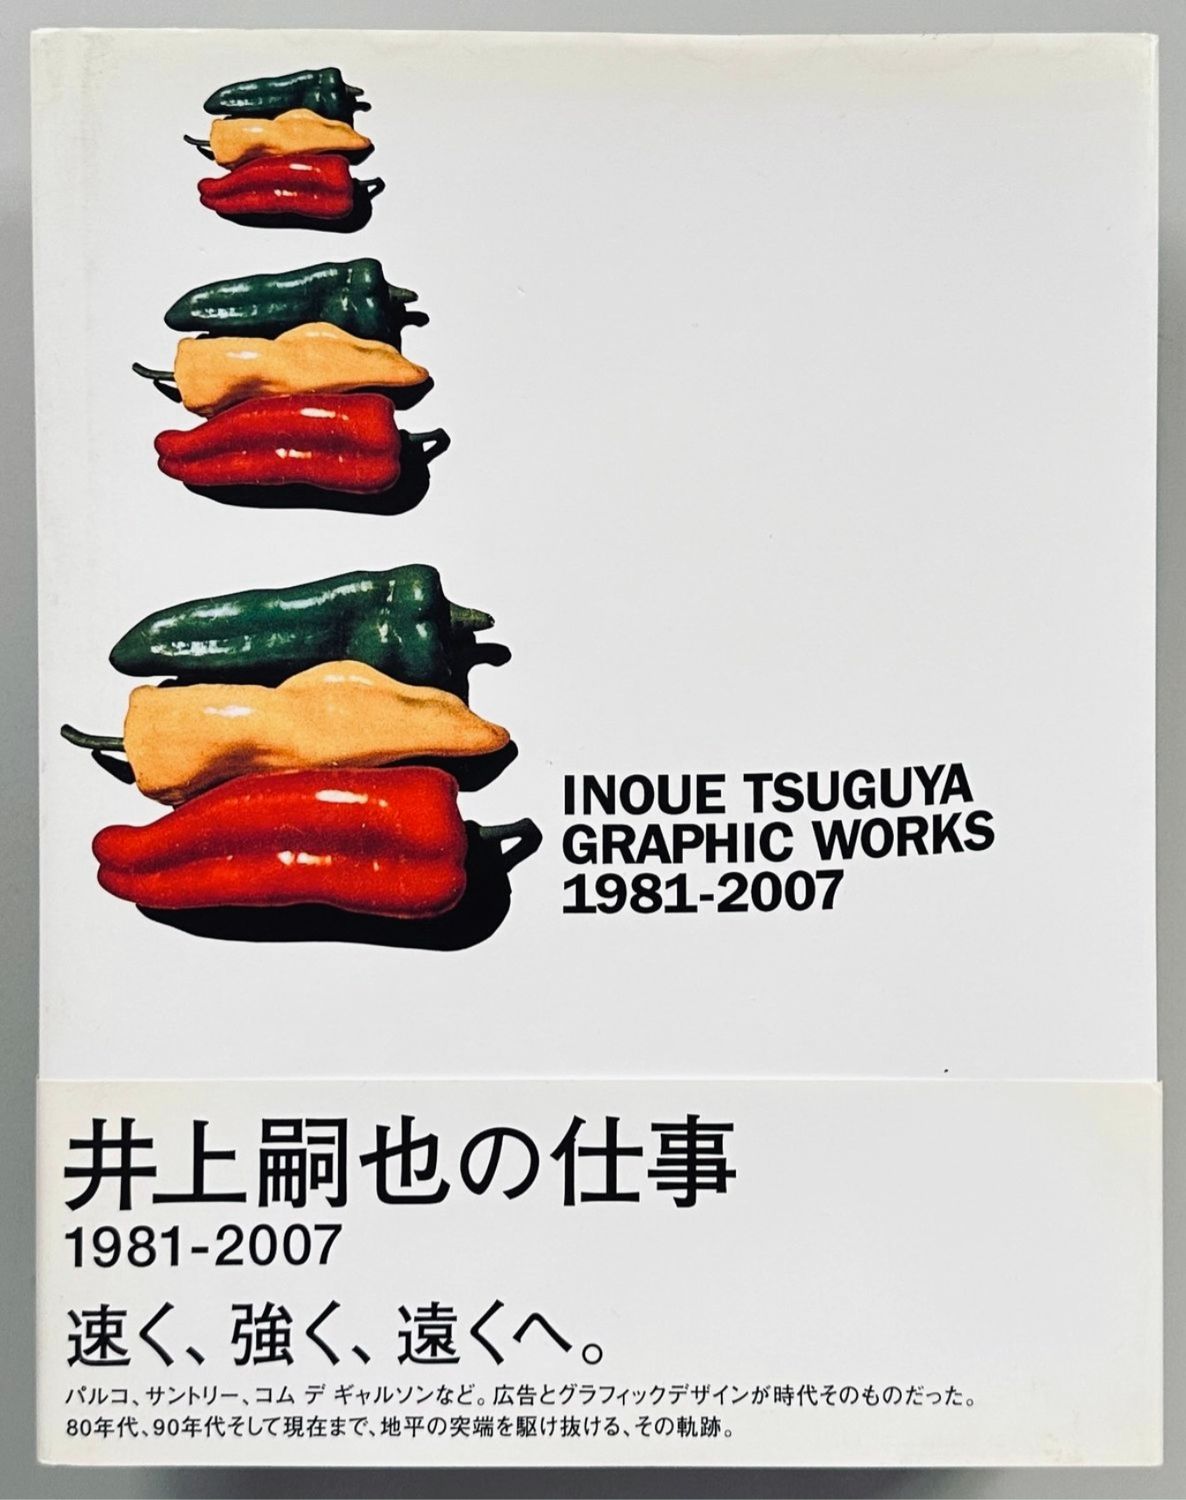 INOUE TSUGUYA
GRAPHIC WORKS
1981-2007
井上嗣也の仕事
1981-2007
速く、強く、遠くへ。
パルコ、サントリー、コム デ ギャルソンなど。広告とグラフィックデザインが時代そのものだった。
80年代、90年代そして現在まで、地平の突端を駆け抜ける、その軌跡。